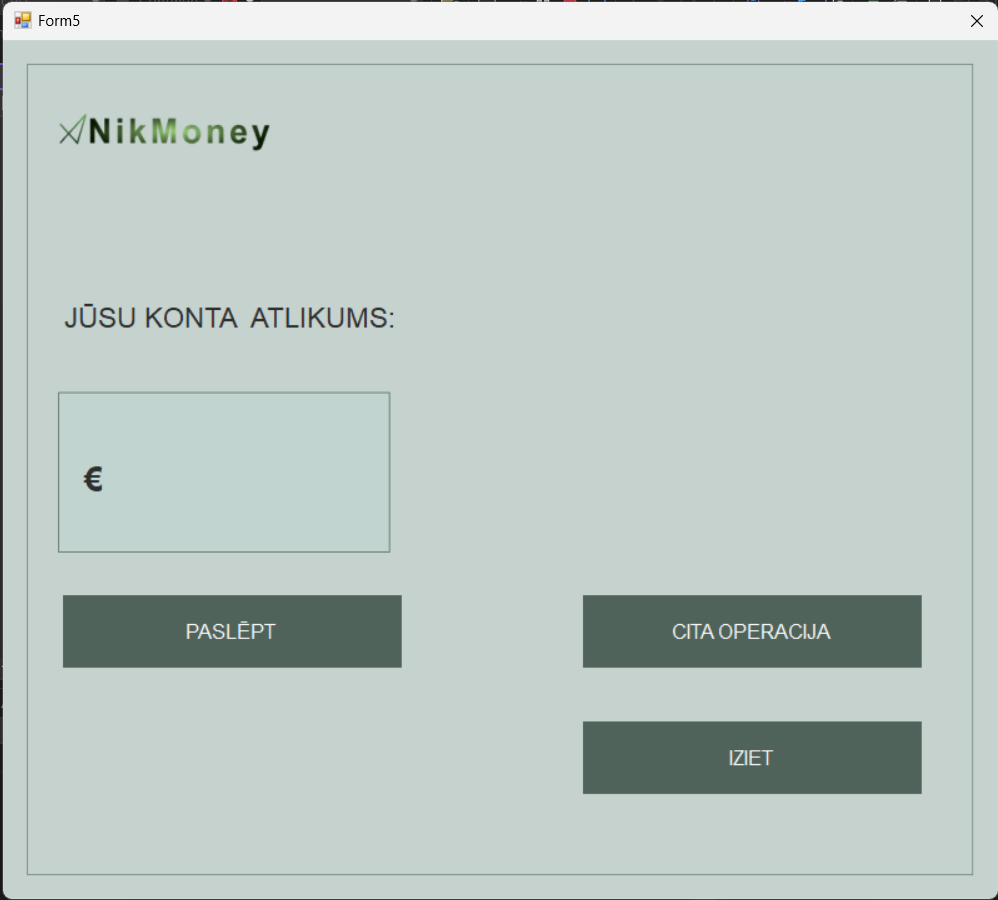 Form5
NikMoney
JŪSU KONTA ATLIKUMS:
€
PASLĒPT
CITA OPERACIJA
IZIET